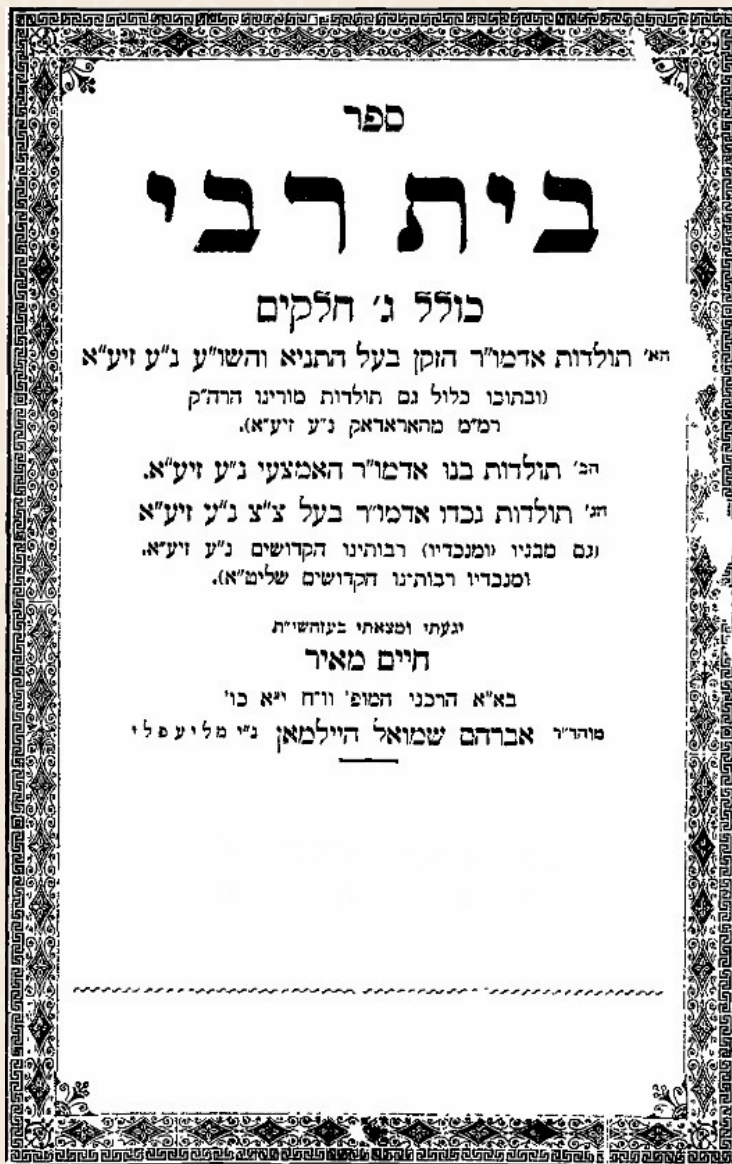 ספר
בית רבי
כולל ג׳ חלקים
הא׳ תולדות אדמו״ר הזקן בעל התניא והשו״ע נ״ע זיע״א
(ובתוכו כלול גם תולדות מורינו הרה״ק
רמ״מ מהאראדאק נ״ע זיע״א).
הב׳ תולדות בנו אדמו״ר האמצעי נ״ע זיע״א.
הג׳ תולדות נכדו אדמו״ר בעל צ״צ נ״ע זיע״א
(גם מבניו (ומנכדיו) רבותינו הקדושים נ״ע זיע״א.
ומנכדיו רבותינו הקדושים שליט״א).
יגעתי ומצאתי בעזהשי״ת
חיים מאיר
בא״א הרבני המופ׳ וו״ח י״א כו׳
מוהר״ר אברהם שמואל היילמאן נ״י מליעפלי